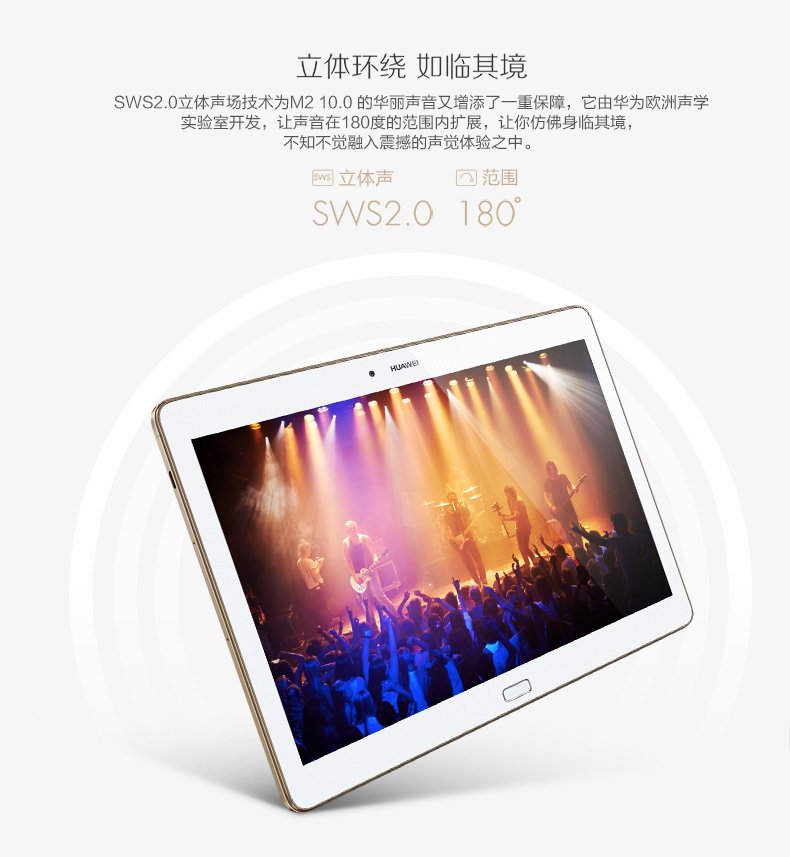 立体环绕 如临其境
SWS2.0立体声场技术为M2 10.0 的华丽声音又增添了一重保障，它由华为欧洲声学
实验室开发，让声音在180度的范围内扩展，让你仿佛身临其境，
不知不觉融入震撼的声觉体验之中。
SWS 立体声 范围
SWS2.0 180°
HUAWEI